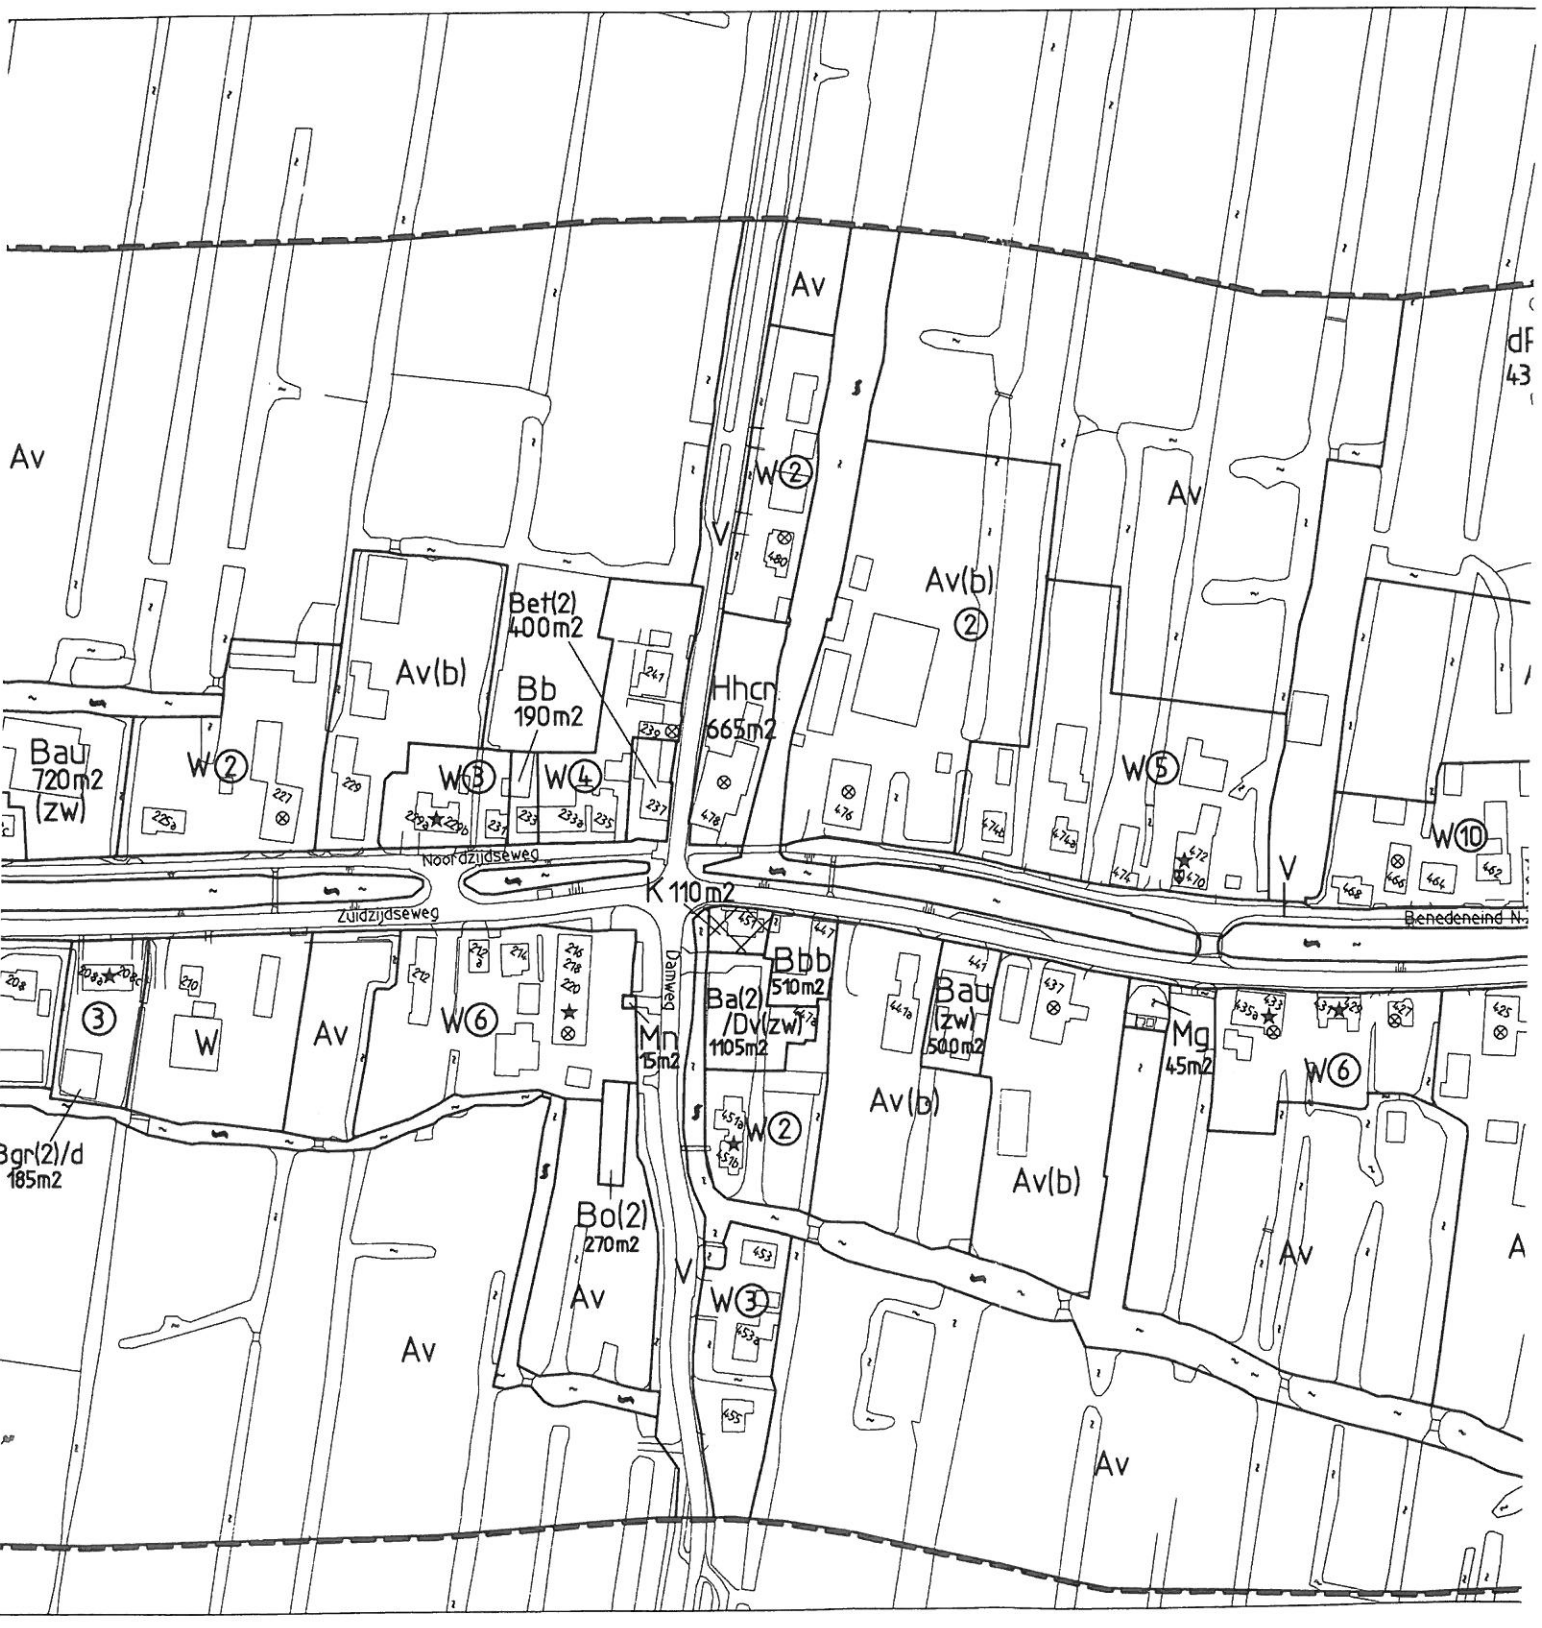 Av
dF
43
Av
W②
V
480
Av
Av(b)
②
Bet(2)
400m2
Av(b)
241
Bb
190m2
Hhcn
665m2
239
Bau
720m2
(zw)
W②
W③
W④
W⑤
W⑩
225a
227
229
229a
229b
231
233
233a
235
237
478
476
474b
474a
474
472
470
V
468
466
464
462
Noordzijdseweg
K 110m2
Zuidzijdseweg
Benedeneind N.
Damweg
451
447
Bbb
510m2
208
208a
208c
210
212
212
a
214
216
218
220
Ba(2)
/Dv(zw)
1105m2
447a
441
Bau
(zw)
500m2
441a
437
435a
433
431
429
427
425
③
W
Av
W⑥
Mn
15m2
Mg
45m2
W⑥
Av(b)
451a
W②
451b
Bgr(2)/d
185m2
Av(b)
Bo(2)
270m2
V
453
Av
A
Av
W③
453a
Av
455
Av